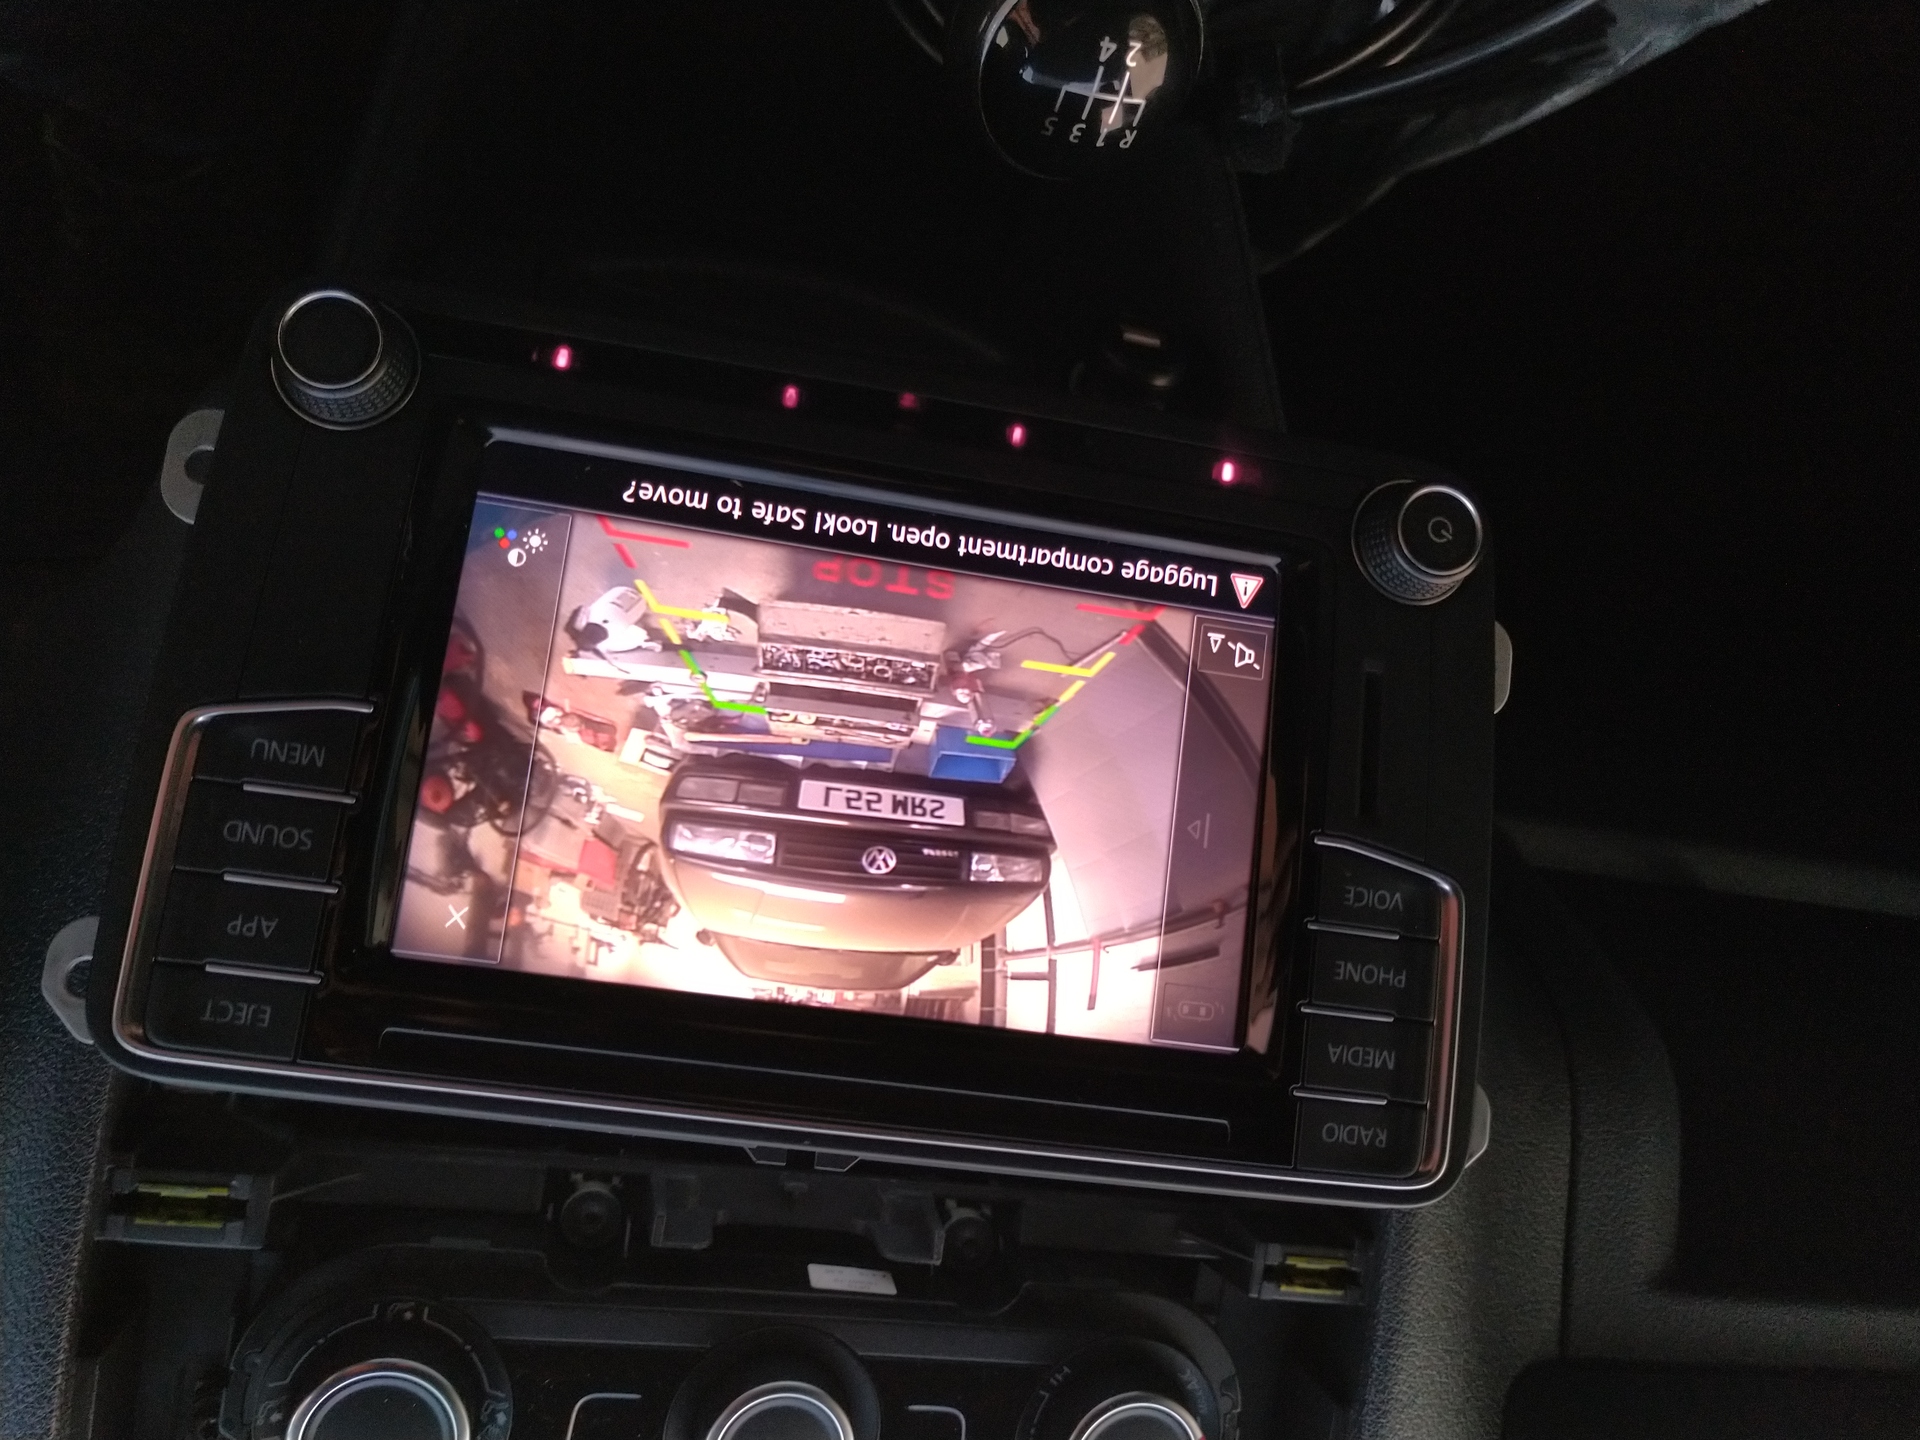 RADIO
MEDIA
PHONE
VOICE
EJECT
APP
SOUND
MENU
L55 MRS
STOP
Luggage compartment open. Look! Safe to move?
R 1 3 5
2 4